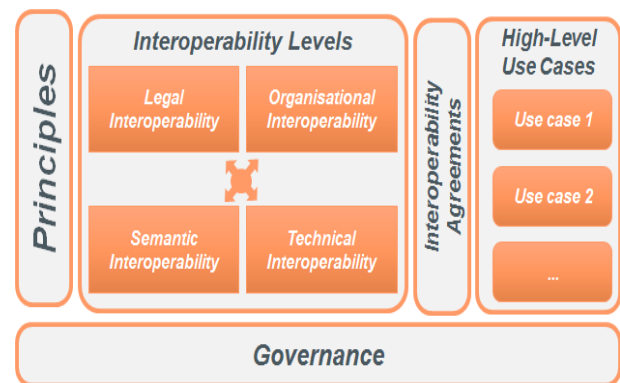 Principles
Interoperability Levels
Legal
Interoperability
Organisational
Interoperability
Semantic
Interoperability
Technical
Interoperability
Interoperability
Agreements
High-Level
Use Cases
Use case 1
Use case 2
...
Governance